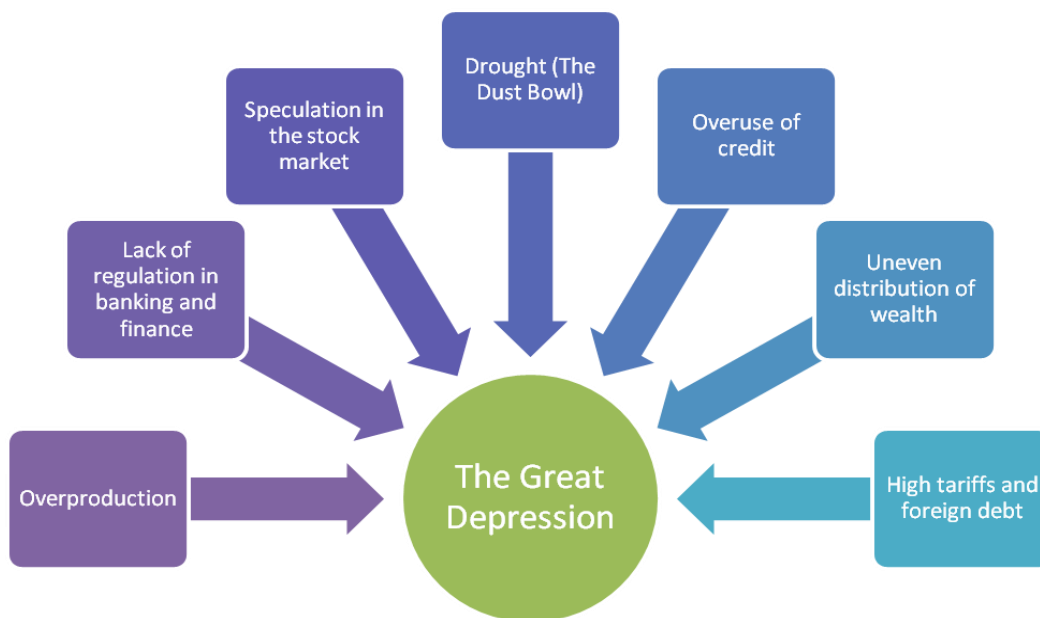 Drought (The
Dust Bowl)
Speculation in
the stock
market
Overuse of
credit
Lack of
regulation in
banking and
finance
Uneven
distribution of
wealth
Overproduction
The Great
Depression
High tariffs and
foreign debt